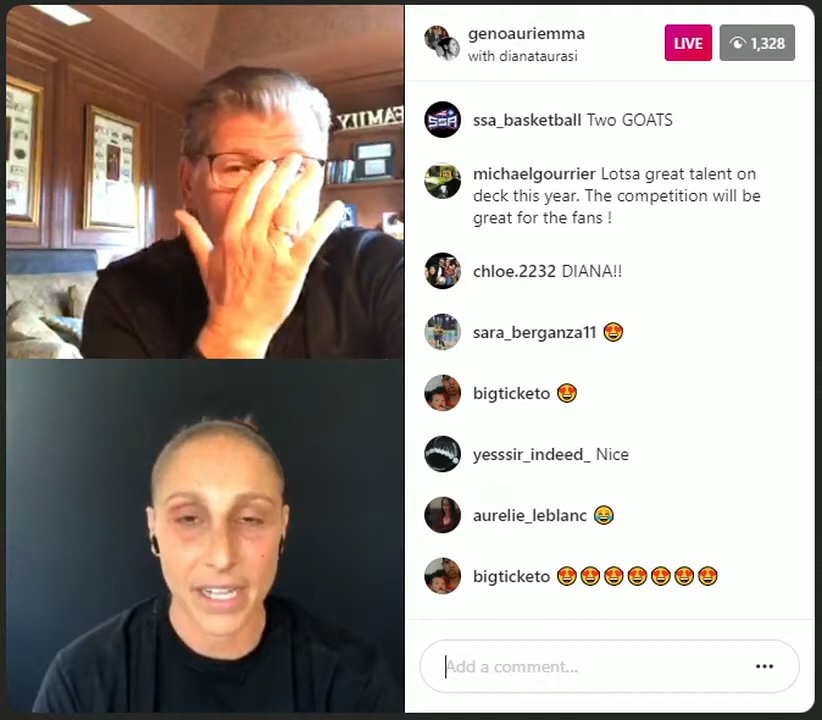 FAMILY
genoauriemma
with dianataurasi
LIVE
1,328
SSA
ssa_basketball Two GOATS
michaelgourrier Lotsa great talent on
deck this year. The competition will be
great for the fans !
chloe.2232 DIANA!!
sara_berganza11 😍
bigticketo 😍
yesssir_indeed_ Nice
aurelie_leblanc 😂
bigticketo 😍😍😍😍😍😍😍
Add a comment...